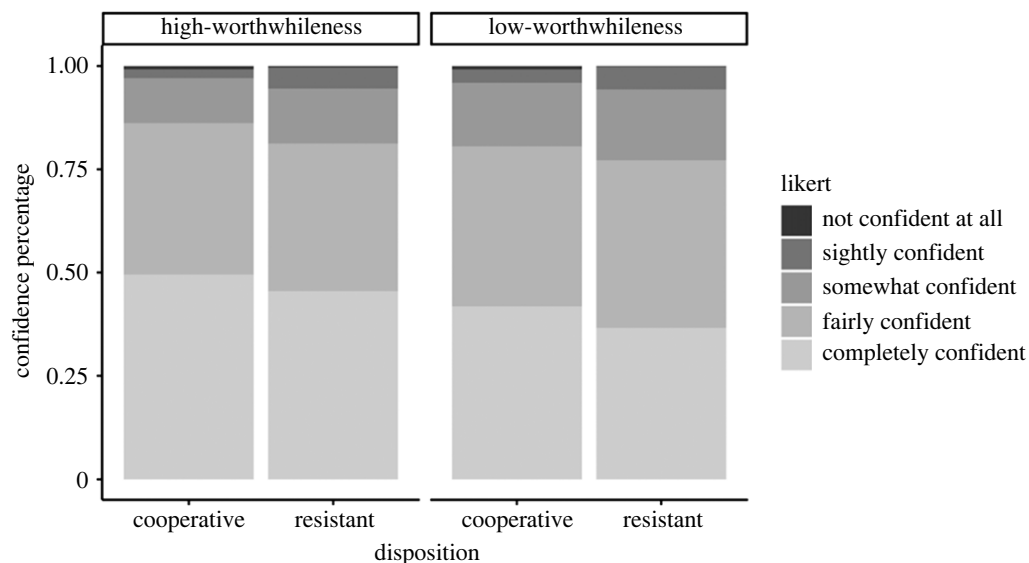 high-worthwhileness low-worthwhileness
confidence percentage
1.00
0.75
0.50
0.25
0
likert
not confident at all
sightly confident
somewhat confident
fairly confident
completely confident
cooperative resistant cooperative resistant
disposition